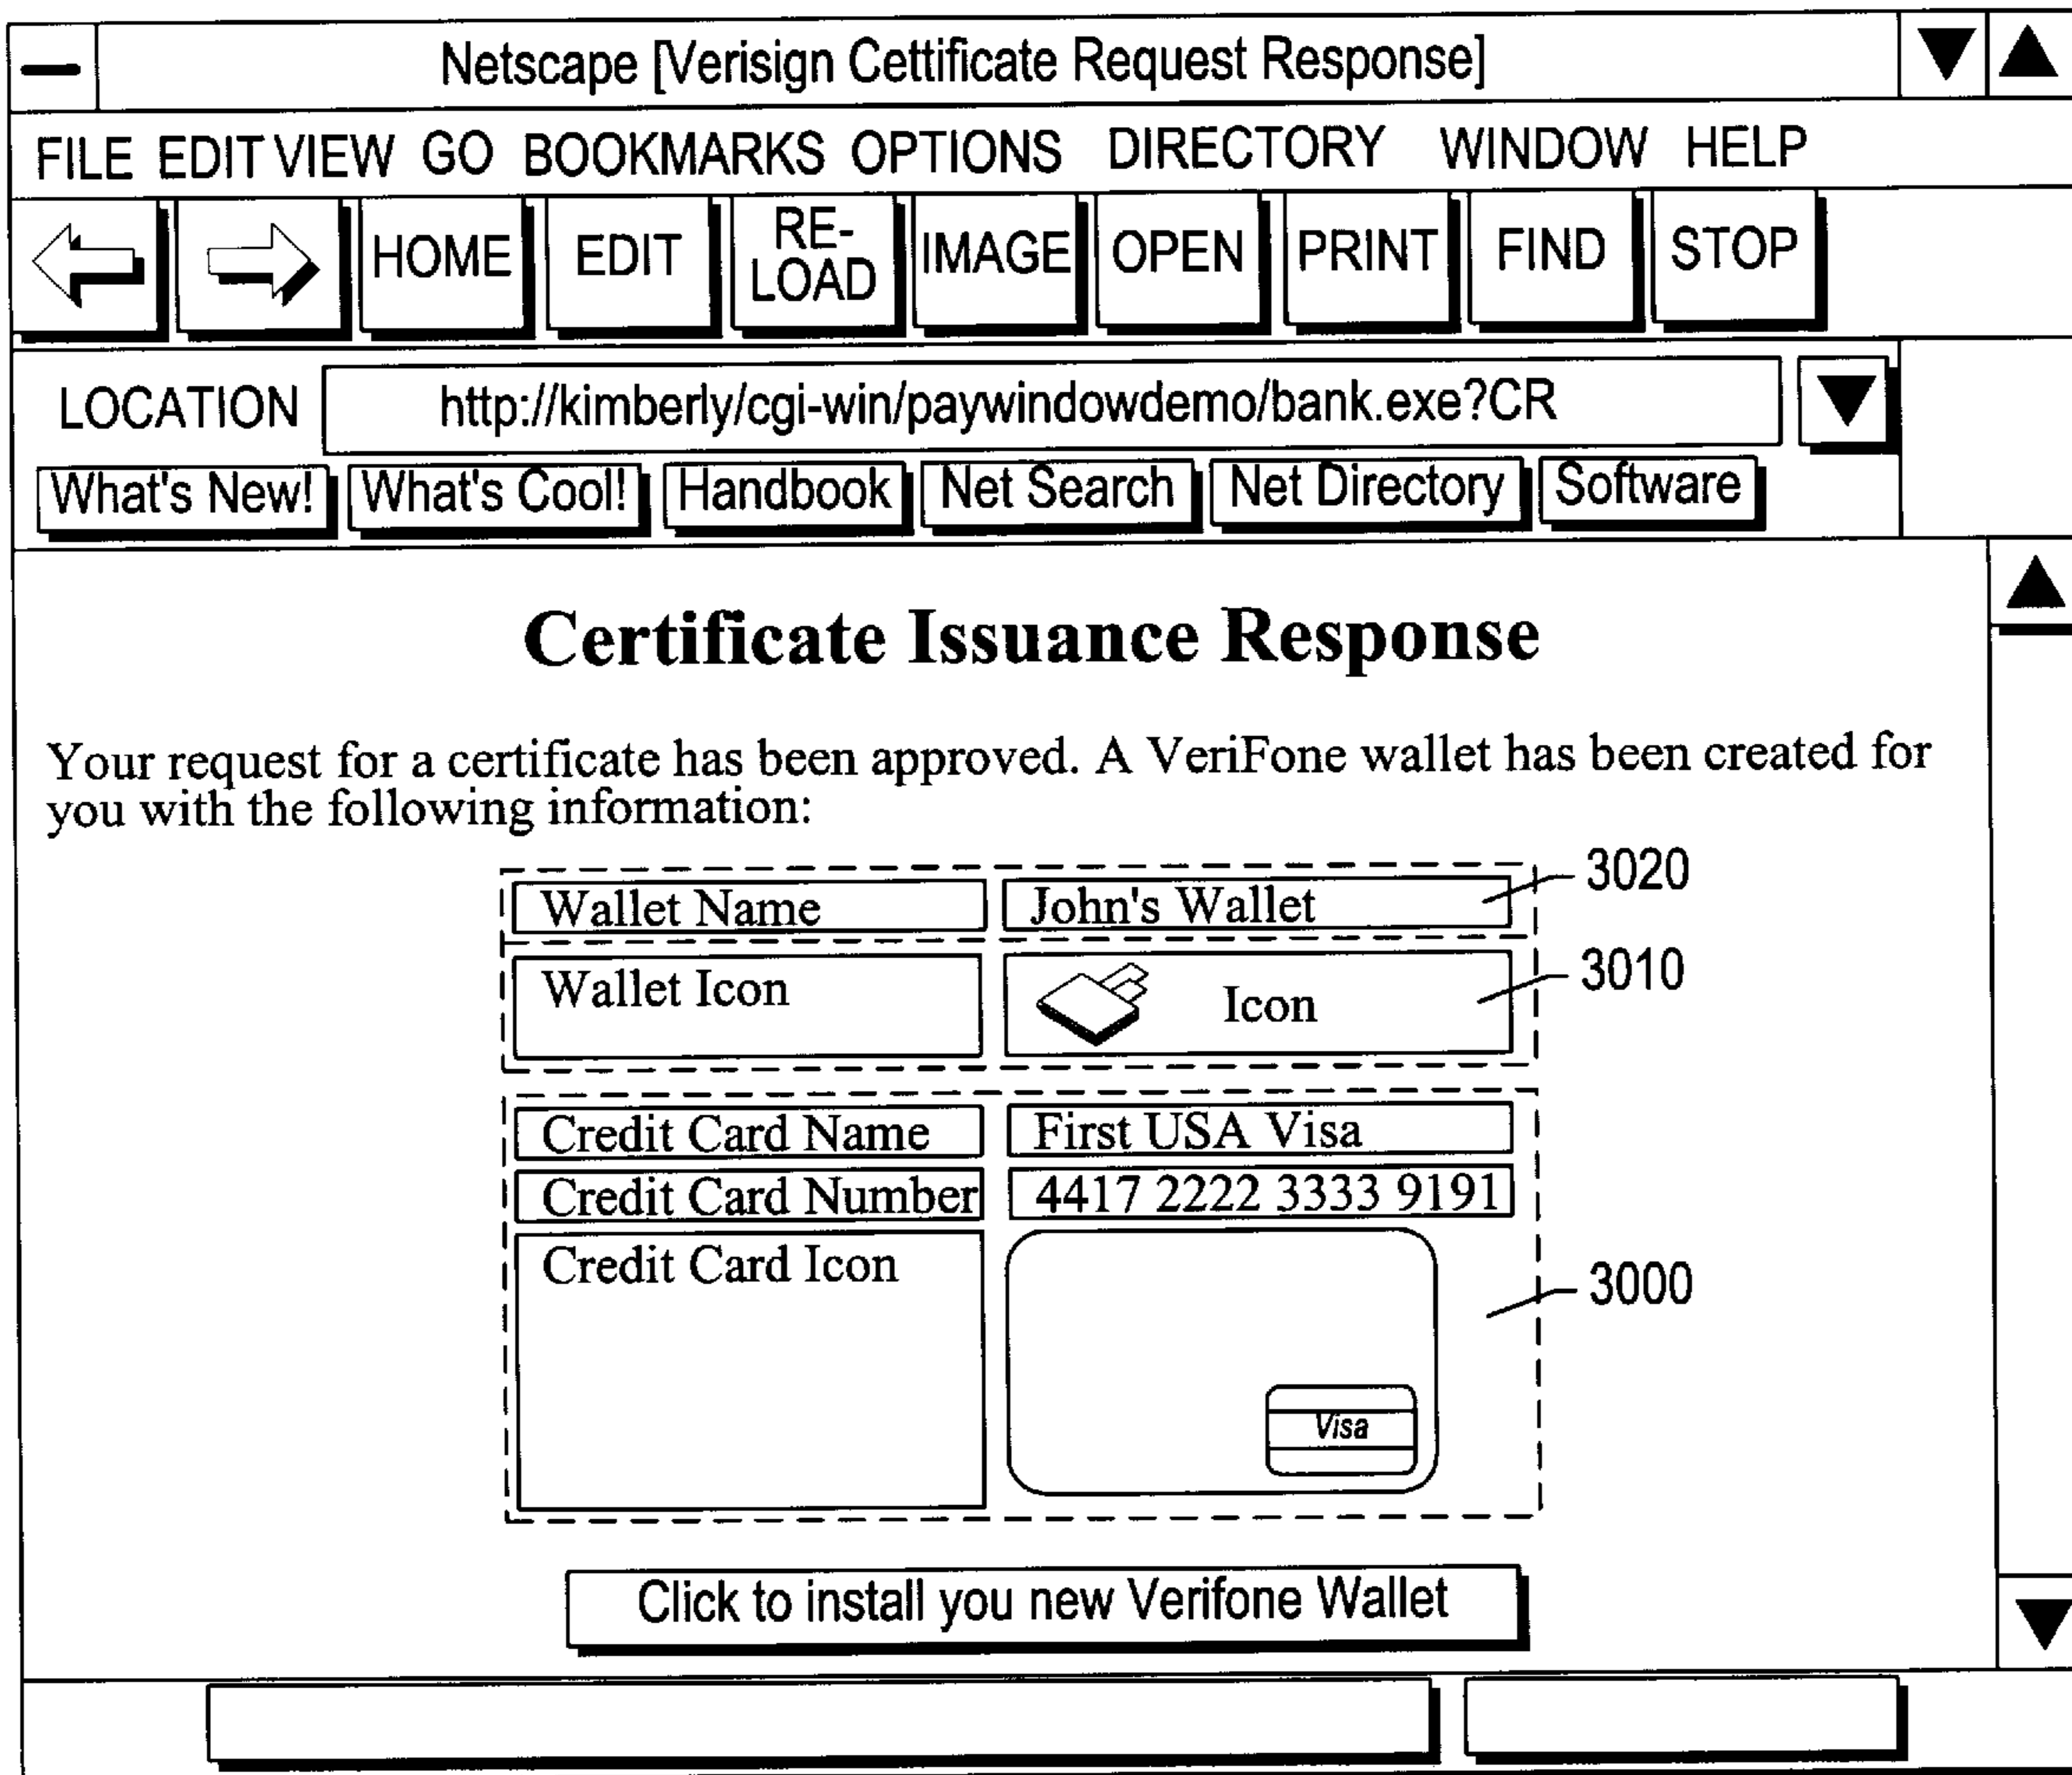 Netscape [Verisign Cettificate Request Response]
FILE EDIT VIEW GO BOOKMARKS OPTIONS DIRECTORY WINDOW HELP
HOME EDIT RE-LOAD IMAGE OPEN PRINT FIND STOP
LOCATION http://kimberly/cgi-win/paywindowdemo/bank.exe?CR
What's New! What's Cool! Handbook Net Search Net Directory Software
Certificate Issuance Response
Your request for a certificate has been approved. A VeriFone wallet has been created for
you with the following information:
Wallet Name John's Wallet 3020
Wallet Icon Icon 3010
Credit Card Name First USA Visa
Credit Card Number 4417 2222 3333 9191
Credit Card Icon 3000
Visa
Click to install you new Verifone Wallet